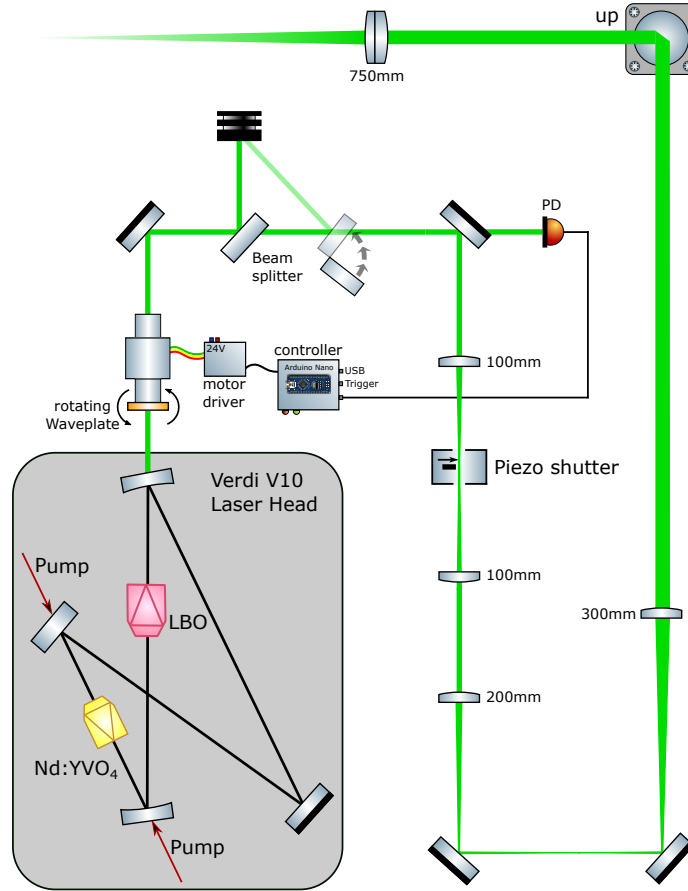 up
750mm
PD
Beam
splitter
24V
motor
driver
controller
Arduino Nano
USB
Trigger
100mm
rotating
Waveplate
Verdi V10
Laser Head
Piezo shutter
Pump
LBO
100mm
300mm
200mm
Nd:YVO₄
Pump